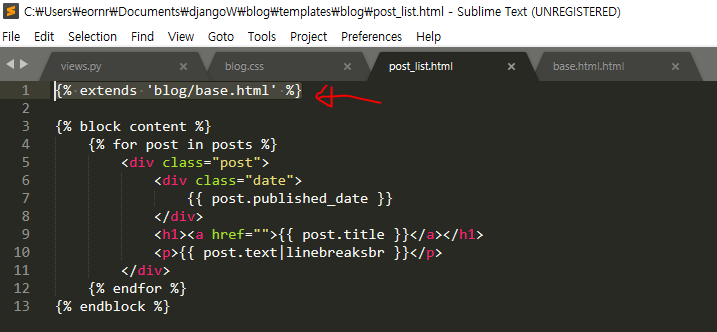 C:₩Users₩eornr₩Documents₩djangoW₩blog₩templates₩blog₩post_list.html - Sublime Text (UNREGISTERED)
File Edit Selection Find View Goto Tools Project Preferences Help
views.py blog.css post_list.html base.html.html
1 {% extends 'blog/base.html' %}
2
3 {% block content %}
4     {% for post in posts %}
5         <div class="post">
6             <div class="date">
7                 {{ post.published_date }}
8             </div>
9             <h1><a href="">{{ post.title }}</a></h1>
10             <p>{{ post.text|linebreaksbr }}</p>
11         </div>
12     {% endfor %}
13 {% endblock %}